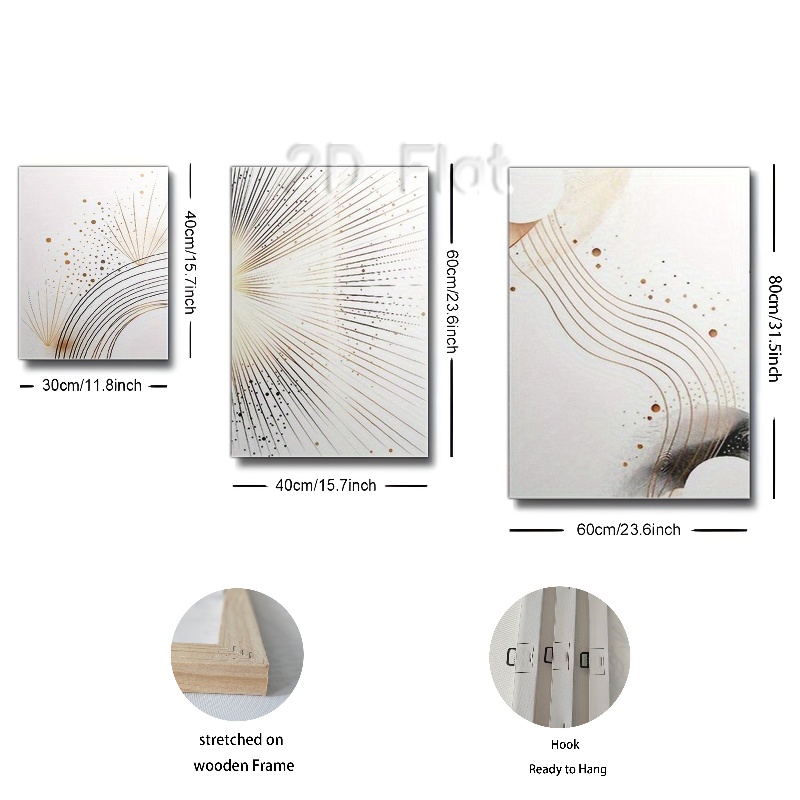 2D Flat
40cm/15.7inch
30cm/11.8inch
60cm/23.6inch
40cm/15.7inch
80cm/31.5inch
60cm/23.6inch
stretched on
wooden Frame
Hook
Ready to Hang